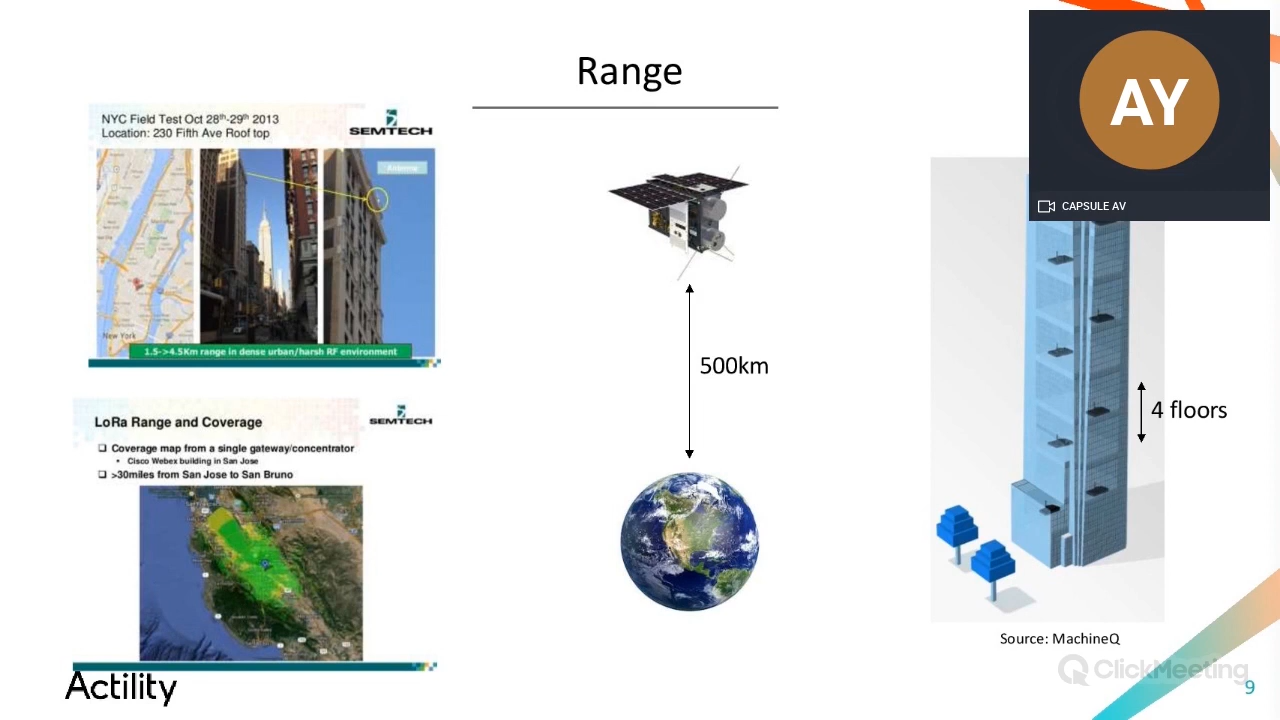 Range
NYC Field Test Oct 28th-29th 2013
Location: 230 Fifth Ave Roof top
SEMTECH
Antenna
New York
1.5->4.5Km range in dense urban/harsh RF environment
LoRa Range and Coverage
SEMTECH
❑ Coverage map from a single gateway/concentrator
• Cisco Webex building in San Jose
❑ >30miles from San Jose to San Bruno
500km
4 floors
Source: MachineQ
AY
CAPSULE AV
Actility
ClickMeeting
9